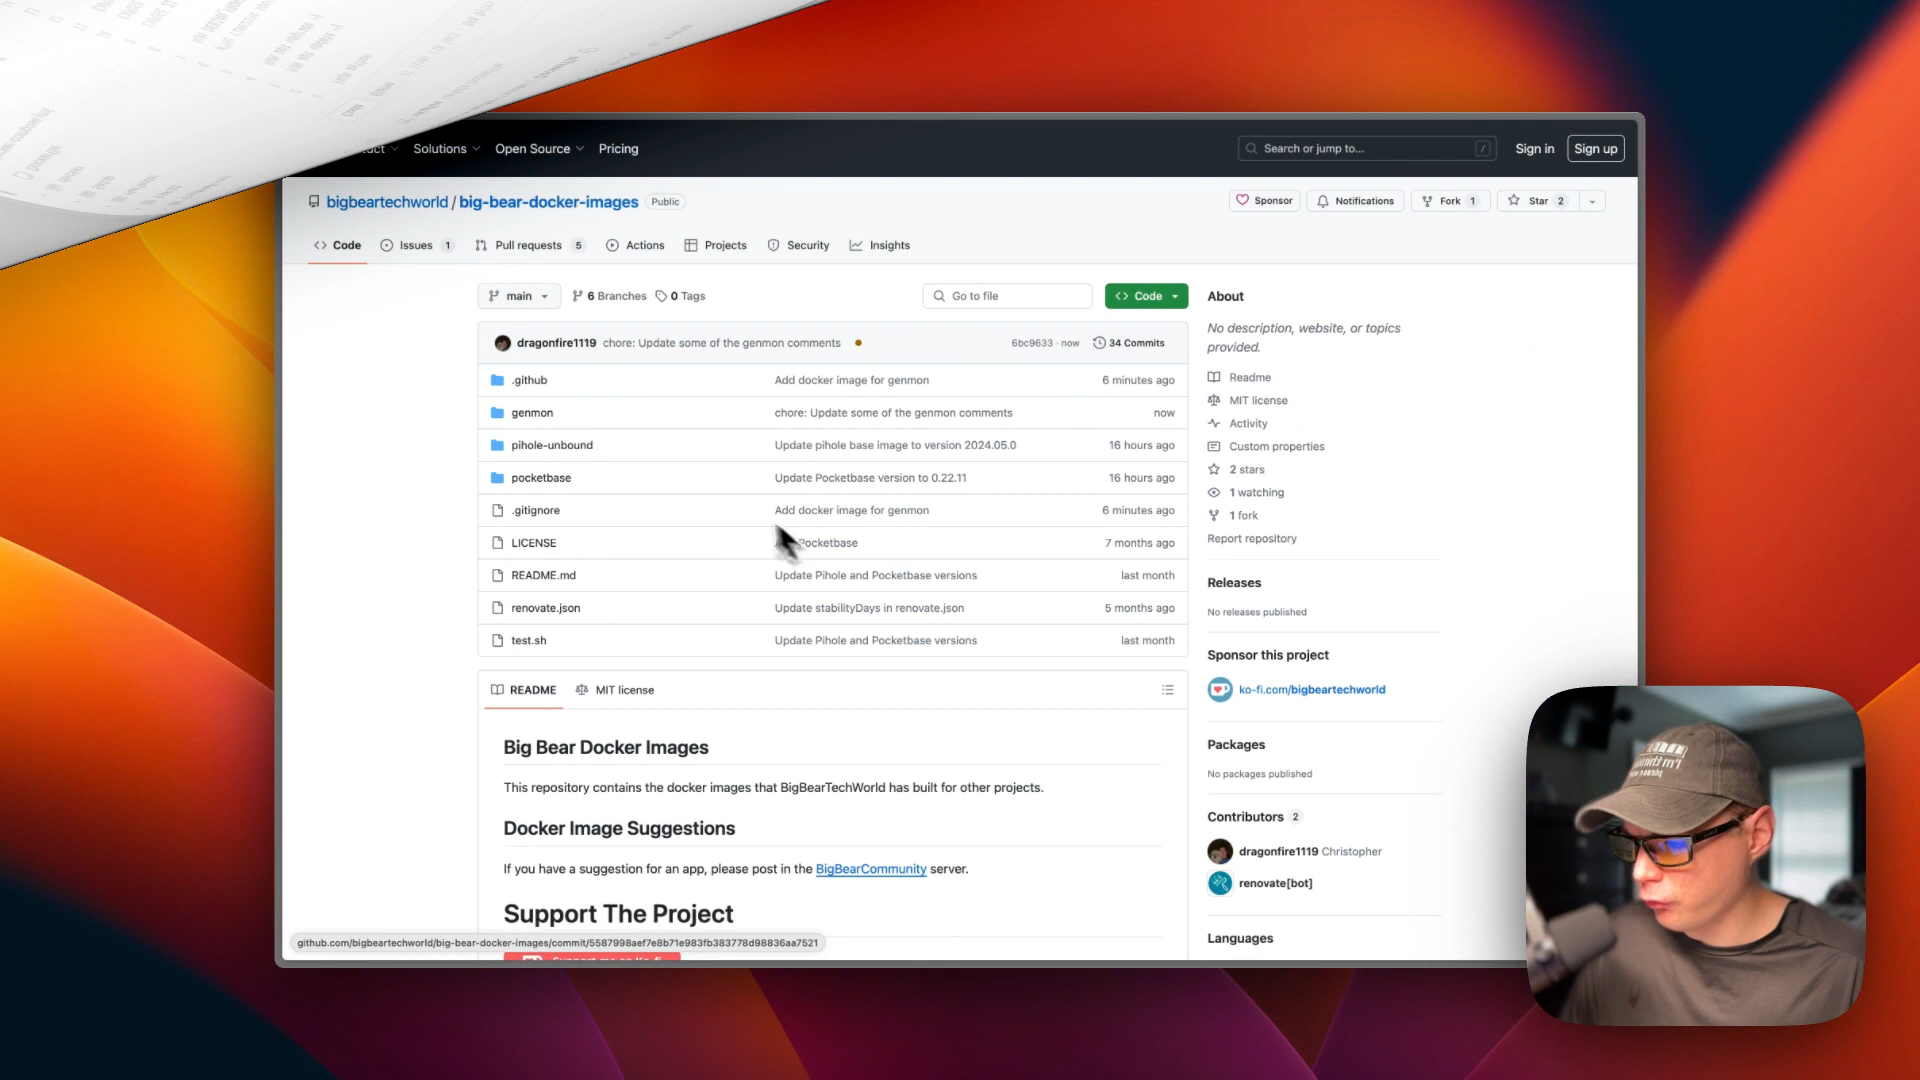 Solutions
Open Source
Pricing
Search or jump to...
/
Sign in
Sign up
bigbeartechworld / big-bear-docker-images
Public
Sponsor
Notifications
Fork 1
Star 2
Code
Issues 1
Pull requests 5
Actions
Projects
Security
Insights
main
6 Branches
0 Tags
Go to file
Code
dragonfire1119 chore: Update some of the genmon comments
6bc9633 · now
34 Commits
.github
Add docker image for genmon
6 minutes ago
genmon
chore: Update some of the genmon comments
now
pihole-unbound
Update pihole base image to version 2024.05.0
16 hours ago
pocketbase
Update Pocketbase version to 0.22.11
16 hours ago
.gitignore
Add docker image for genmon
6 minutes ago
LICENSE
Pocketbase
7 months ago
README.md
Update Pihole and Pocketbase versions
last month
renovate.json
Update stabilityDays in renovate.json
5 months ago
test.sh
Update Pihole and Pocketbase versions
last month
README
MIT license
Big Bear Docker Images
This repository contains the docker images that BigBearTechWorld has built for other projects.
Docker Image Suggestions
If you have a suggestion for an app, please post in the BigBearCommunity server.
Support The Project
github.com/bigbeartechworld/big-bear-docker-images/commit/5587998aef7e8b71e983fb383778d98836aa7521
About
No description, website, or topics
provided.
Readme
MIT license
Activity
Custom properties
2 stars
1 watching
1 fork
Report repository
Releases
No releases published
Sponsor this project
ko-fi.com/bigbeartechworld
Packages
No packages published
Contributors 2
dragonfire1119 Christopher
renovate[bot]
Languages